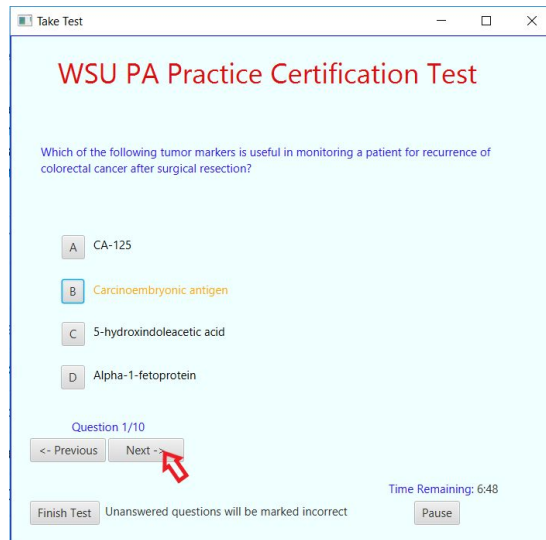 Take Test
WSU PA Practice Certification Test
Which of the following tumor markers is useful in monitoring a patient for recurrence of
colorectal cancer after surgical resection?
A CA-125
B Carcinoembryonic antigen
C 5-hydroxindoleacetic acid
D Alpha-1-fetoprotein
Question 1/10
<- Previous Next ->
Time Remaining: 6:48
Finish Test Unanswered questions will be marked incorrect Pause